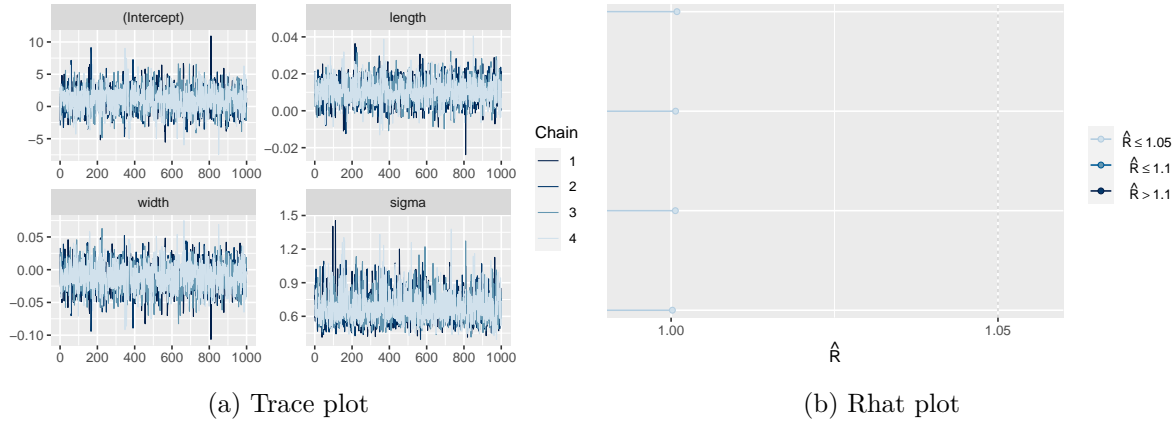 (Intercept)
length
10
5
0
−5
0 200 400 600 800 1000
0.04
0.02
0.00
−0.02
0 200 400 600 800 1000
width
sigma
0.05
0.00
−0.05
−0.10
0 200 400 600 800 1000
1.5
1.2
0.9
0.6
0 200 400 600 800 1000
Chain
1
2
3
4
1.00 1.05
R̂
R̂ ≤ 1.05
R̂ ≤ 1.1
R̂ > 1.1
(a) Trace plot
(b) Rhat plot